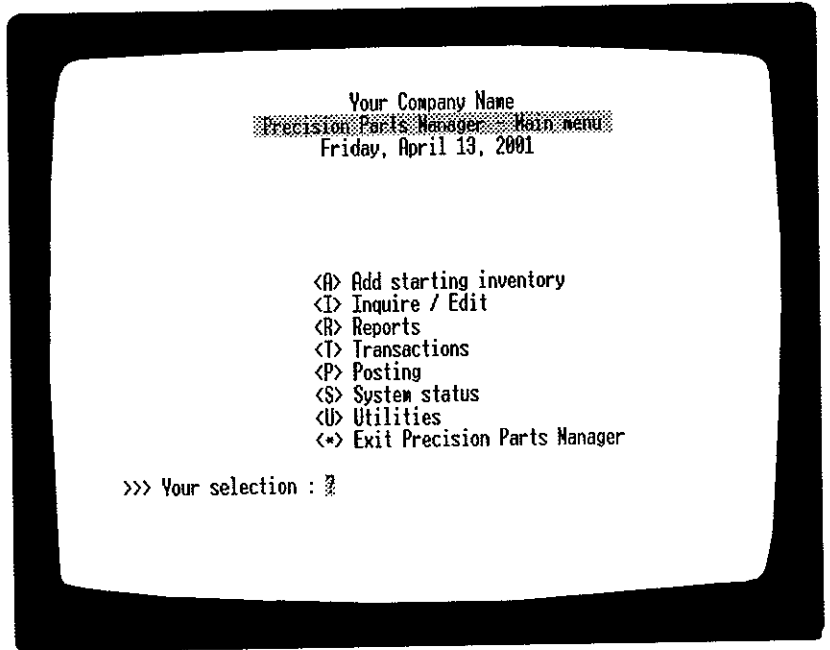 Your Company Name
Precision Parts Manager - Main menu
Friday, April 13, 2001
<A> Add starting inventory
<I> Inquire / Edit
<R> Reports
<T> Transactions
<P> Posting
<S> System status
<U> Utilities
<*> Exit Precision Parts Manager
>>> Your selection : ?